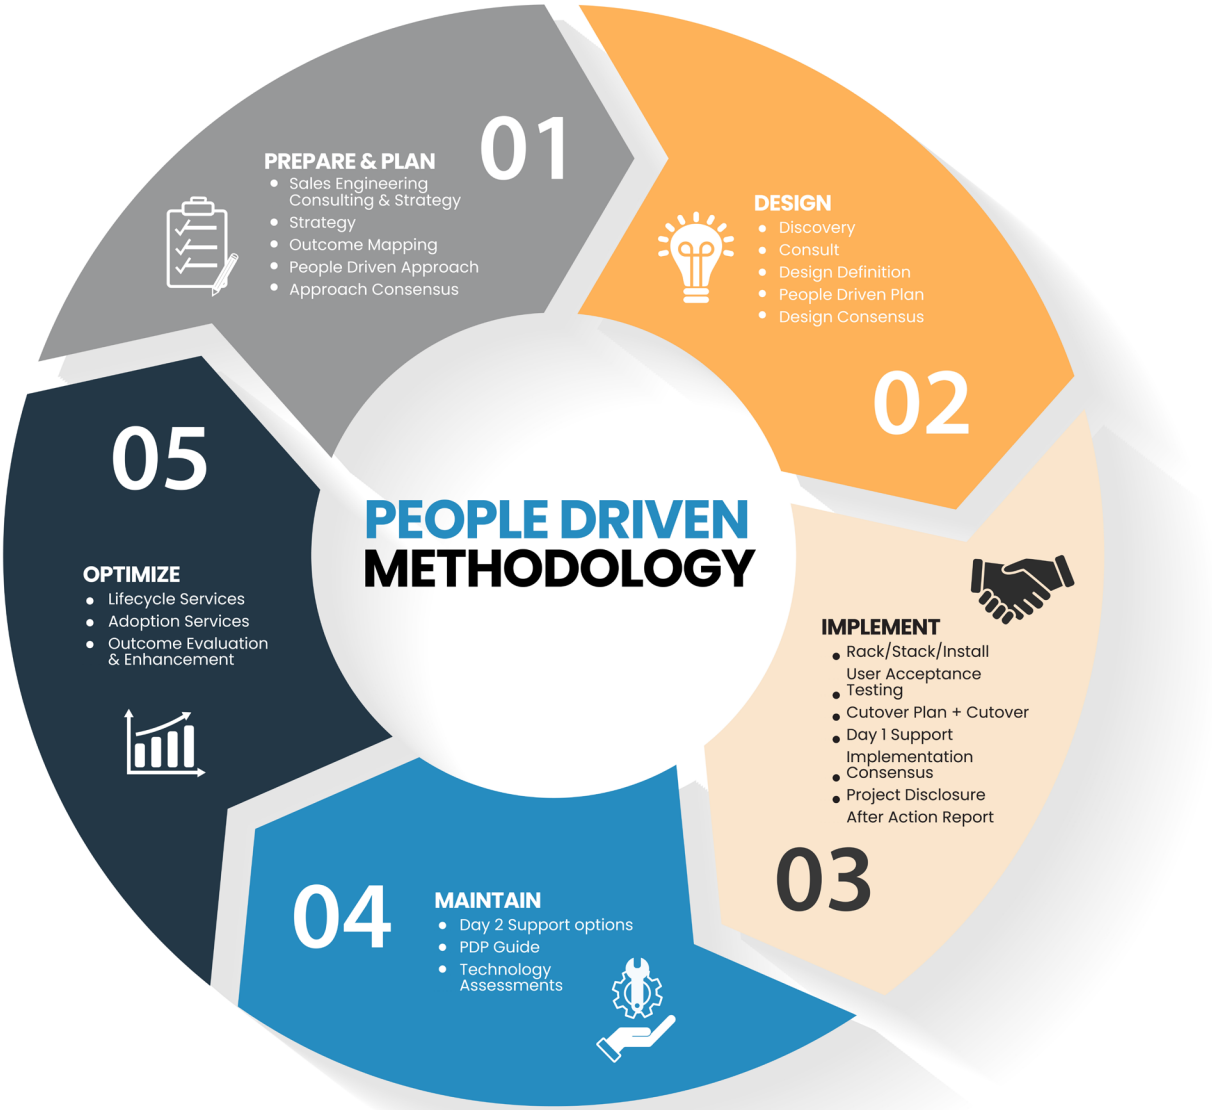 01
PREPARE & PLAN
Sales Engineering
Consulting & Strategy
Strategy
Outcome Mapping
People Driven Approach
Approach Consensus
DESIGN
Discovery
Consult
Design Definition
People Driven Plan
Design Consensus
02
PEOPLE DRIVEN
METHODOLOGY
IMPLEMENT
Rack/Stack/Install
User Acceptance
Testing
Cutover Plan + Cutover
Day 1 Support
Implementation
Consensus
Project Disclosure
After Action Report
03
04
MAINTAIN
Day 2 Support options
PDP Guide
Technology
Assessments
05
OPTIMIZE
Lifecycle Services
Adoption Services
Outcome Evaluation
& Enhancement